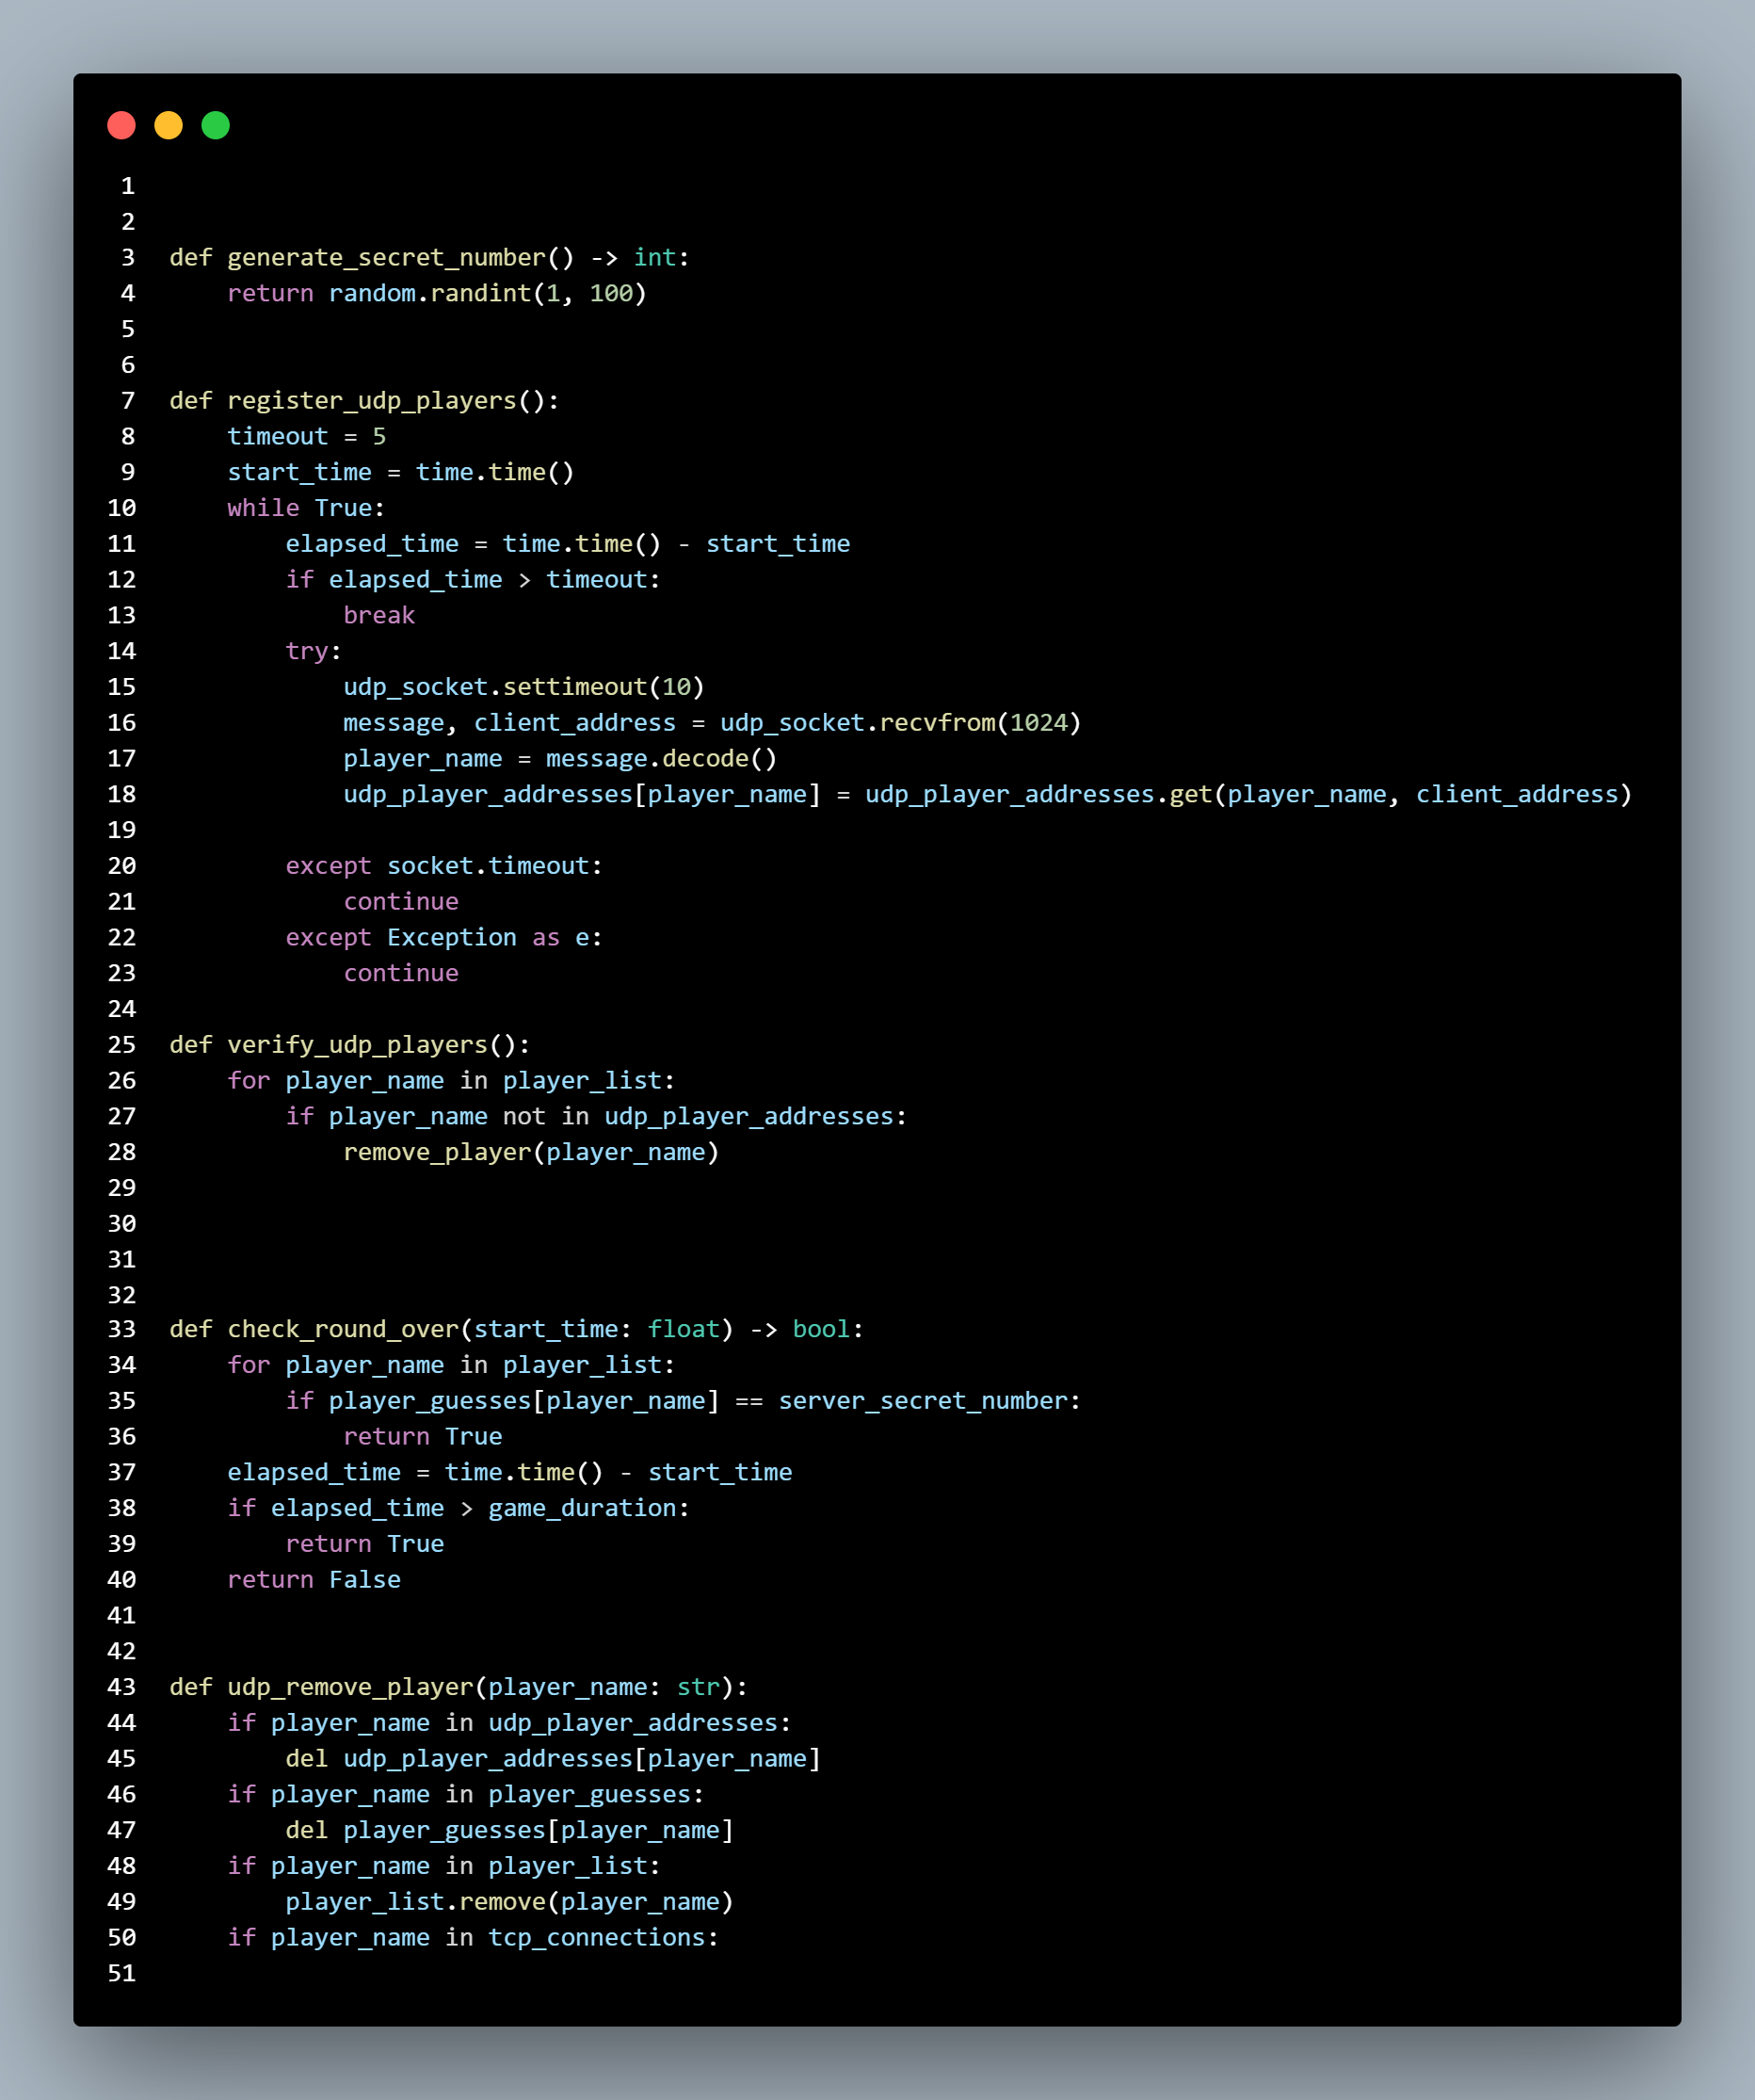 1
2
3 def generate_secret_number() -> int:
4     return random.randint(1, 100)
5
6
7 def register_udp_players():
8     timeout = 5
9     start_time = time.time()
10     while True:
11         elapsed_time = time.time() - start_time
12         if elapsed_time > timeout:
13             break
14         try:
15             udp_socket.settimeout(10)
16             message, client_address = udp_socket.recvfrom(1024)
17             player_name = message.decode()
18             udp_player_addresses[player_name] = udp_player_addresses.get(player_name, client_address)
19
20         except socket.timeout:
21             continue
22         except Exception as e:
23             continue
24
25 def verify_udp_players():
26     for player_name in player_list:
27         if player_name not in udp_player_addresses:
28             remove_player(player_name)
29
30
31
32
33 def check_round_over(start_time: float) -> bool:
34     for player_name in player_list:
35         if player_guesses[player_name] == server_secret_number:
36             return True
37     elapsed_time = time.time() - start_time
38     if elapsed_time > game_duration:
39         return True
40     return False
41
42
43 def udp_remove_player(player_name: str):
44     if player_name in udp_player_addresses:
45         del udp_player_addresses[player_name]
46     if player_name in player_guesses:
47         del player_guesses[player_name]
48     if player_name in player_list:
49         player_list.remove(player_name)
50     if player_name in tcp_connections:
51